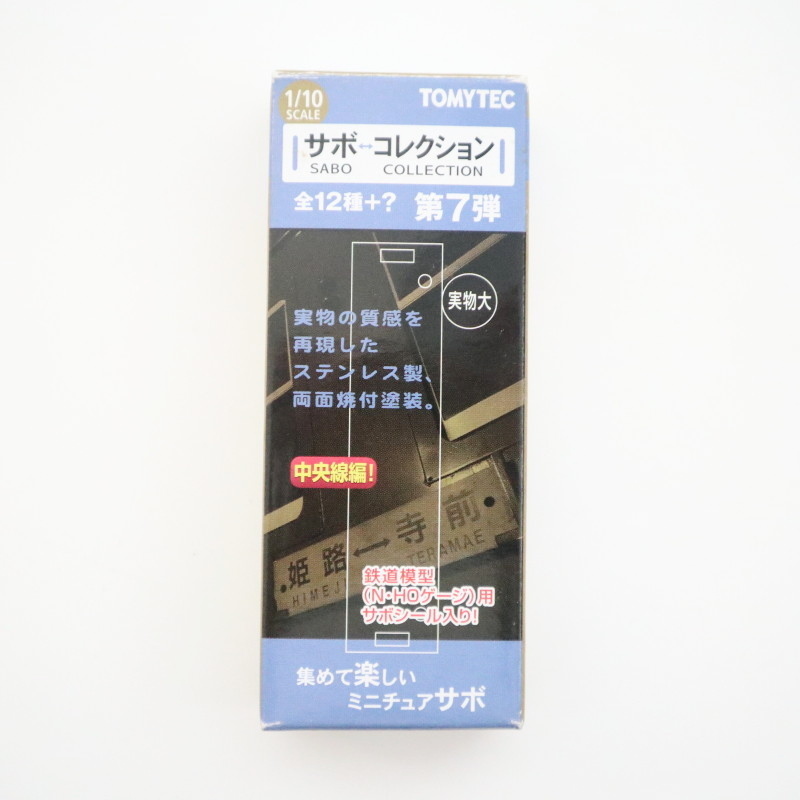 1/10
SCALE
TOMYTEC
サボ↔コレクション
SABO COLLECTION
全12種+?
第7弾
実物大
実物の質感を
再現した
ステンレス製、
両面焼付塗装。
中央線編!
姫路↔寺前
HIMEJI TERAMAE
鉄道模型
(N・HOゲージ)用
サボシール入り!
集めて楽しい
ミニチュアサボ